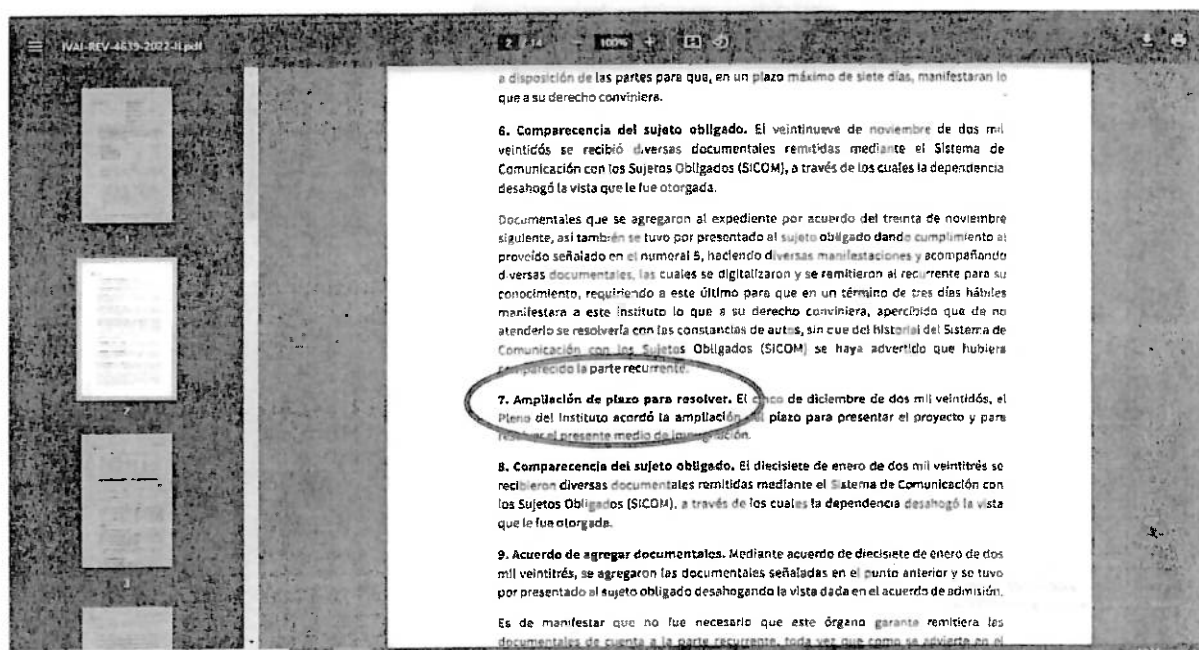 IVAI-REV-4639-2022-II.pdf
2 / 14 — 100% +
a disposición de las partes para que, en un plazo máximo de siete días, manifestaran lo
que a su derecho conviniera.
6. Comparecencia del sujeto obligado. El veintinueve de noviembre de dos mil
veintidós se recibió diversas documentales remitidas mediante el Sistema de
Comunicación con los Sujetos Obligados (SICOM), a través de los cuales la dependencia
desahogó la vista que le fue otorgada.
Documentales que se agregaron al expediente por acuerdo del treinta de noviembre
siguiente, así también se tuvo por presentado al sujeto obligado dando cumplimiento al
proveído señalado en el numeral 5, haciendo diversas manifestaciones y acompañando
diversas documentales, las cuales se digitalizaron y se remitieron al recurrente para su
conocimiento, requiriendo a este último para que en un término de tres días hábiles
manifestara a este instituto lo que a su derecho conviniera, apercibido que de no
atenderlo se resolvería con las constancias de autos, sin que del historial del Sistema de
Comunicación con los Sujetos Obligados (SICOM) se haya advertido que hubiera
comparecido la parte recurrente.
7. Ampliación de plazo para resolver. El cinco de diciembre de dos mil veintidós, el
Pleno del Instituto acordó la ampliación del plazo para presentar el proyecto y para
resolver el presente medio de impugnación.
8. Comparecencia del sujeto obligado. El diecisiete de enero de dos mil veintitrés se
recibieron diversas documentales remitidas mediante el Sistema de Comunicación con
los Sujetos Obligados (SICOM), a través de los cuales la dependencia desahogó la vista
que le fue otorgada.
9. Acuerdo de agregar documentales. Mediante acuerdo de diecisiete de enero de dos
mil veintitrés, se agregaron las documentales señaladas en el punto anterior y se tuvo
por presentado al sujeto obligado desahogando la vista dada en el acuerdo de admisión.
Es de manifestar que no fue necesario que este órgano garante remitiera las
documentales de cuenta a la parte recurrente, toda vez que como se advierte en el
1
2
3